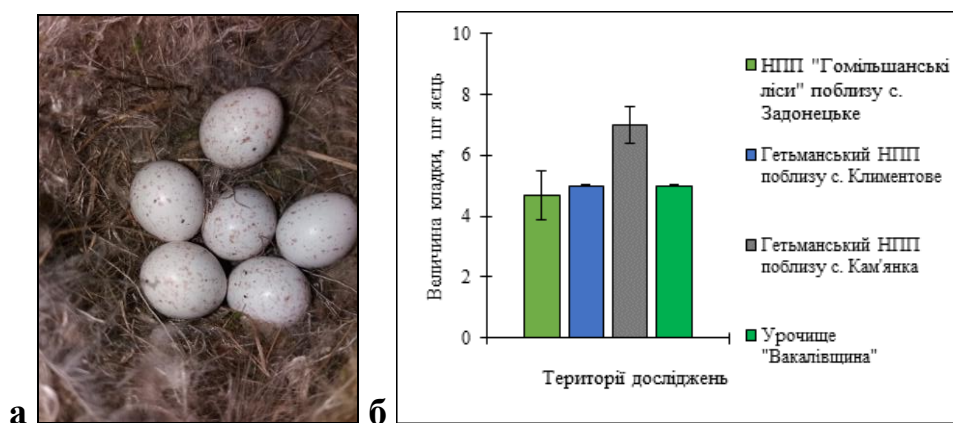 10
8
6
4
2
0
Величина кладки, шт яєць
Території досліджень
НПП "Гомільшанські
ліси" поблизу с.
Задонецьке
Гетьманський НПП
поблизу с. Климентове
Гетьманський НПП
поблизу с. Кам'янка
Урочище
"Вакалівщина"
а
б